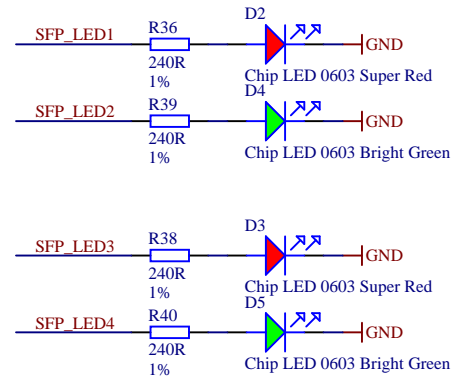 D2
R36
SFP_LED1
GND
240R
1%
Chip LED 0603 Super Red
D4
R39
SFP_LED2
GND
240R
1%
Chip LED 0603 Bright Green
D3
R38
SFP_LED3
GND
240R
1%
Chip LED 0603 Super Red
D5
R40
SFP_LED4
GND
240R
1%
Chip LED 0603 Bright Green